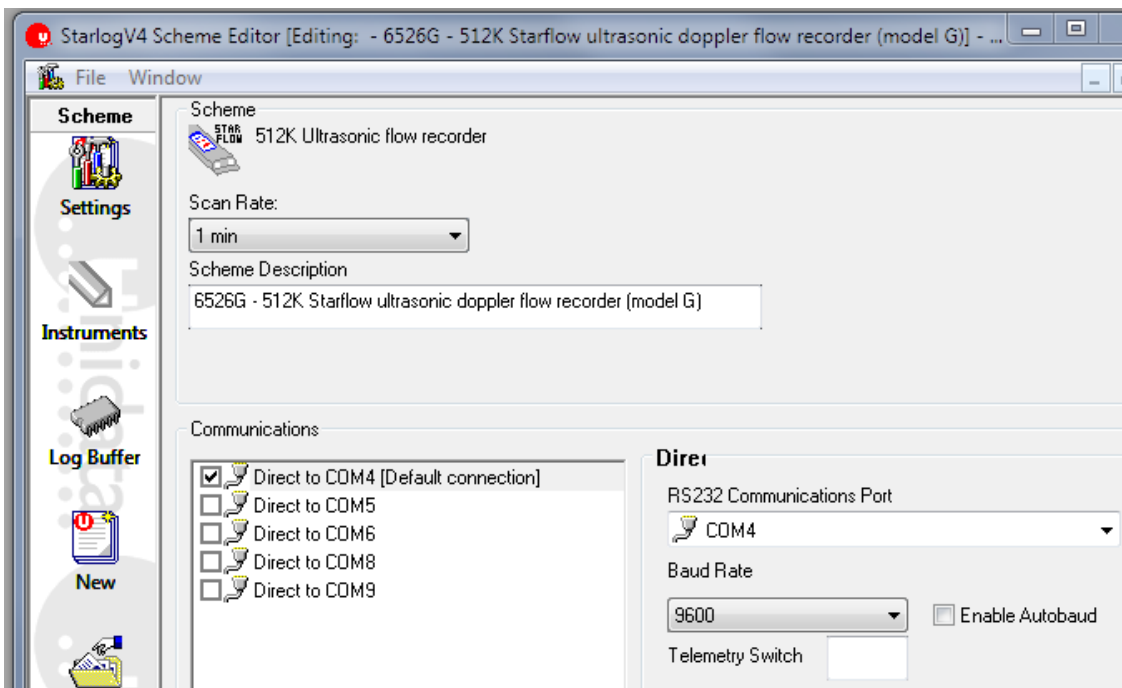 StarlogV4 Scheme Editor [Editing:  - 6526G - 512K Starflow ultrasonic doppler flow recorder (model G)] - ...
File Window
Scheme
Settings
Instruments
Log Buffer
New
Scheme
STAR
FLOW
512K Ultrasonic flow recorder
Scan Rate:
1 min
Scheme Description
6526G - 512K Starflow ultrasonic doppler flow recorder (model G)
Communications
Direct to COM4 [Default connection]
Direct to COM5
Direct to COM6
Direct to COM8
Direct to COM9
RS232 Communications Port
COM4
Baud Rate
9600
Enable Autobaud
Telemetry Switch